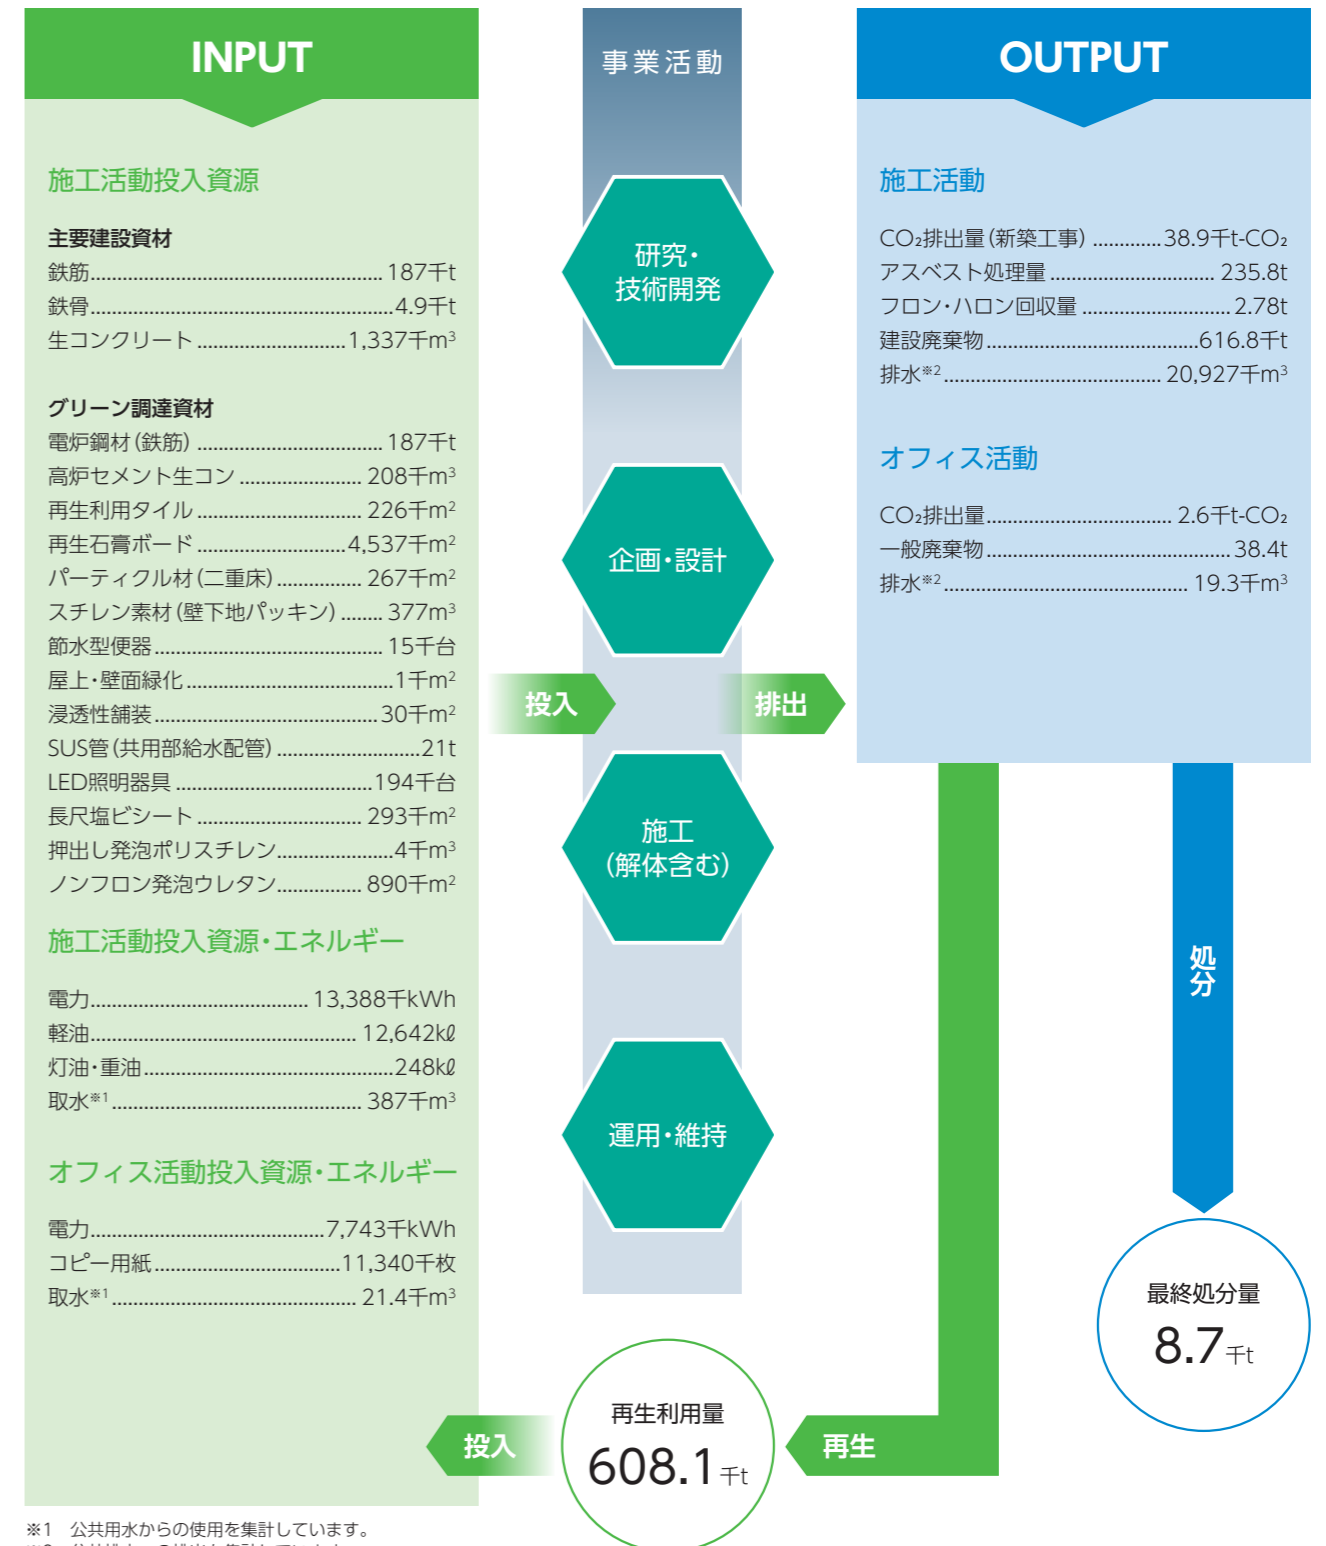 INPUT
施工活動投入資源
主要建設資材
鉄筋 187千t
鉄骨 4.9千t
生コンクリート 1,337千m³
グリーン調達資材
電炉鋼材(鉄筋) 187千t
高炉セメント生コン 208千m³
再生利用タイル 226千m²
再生石膏ボード 4,537千m²
パーティクル材(二重床) 267千m²
スチレン素材(壁下地パッキン) 377m³
節水型便器 15千台
屋上・壁面緑化 1千m²
浸透性舗装 30千m²
SUS管(共用部給水配管) 21t
LED照明器具 194千台
長尺塩ビシート 293千m²
押出し発泡ポリスチレン 4千m³
ノンフロン発泡ウレタン 890千m²
施工活動投入資源・エネルギー
電力 13,388千kWh
軽油 12,642kℓ
灯油・重油 248kℓ
取水※1 387千m³
オフィス活動投入資源・エネルギー
電力 7,743千kWh
コピー用紙 11,340千枚
取水※1 21.4千m³
投入
事業活動
研究・
技術開発
企画・設計
施工
(解体含む)
運用・維持
排出
OUTPUT
施工活動
CO₂排出量(新築工事) 38.9千t-CO₂
アスベスト処理量 235.8t
フロン・ハロン回収量 2.78t
建設廃棄物 616.8千t
排水※2 20,927千m³
オフィス活動
CO₂排出量 2.6千t-CO₂
一般廃棄物 38.4t
排水※2 19.3千m³
処分
最終処分量
8.7千t
再生
再生利用量
608.1千t
投入
※1 公共用水からの使用を集計しています。